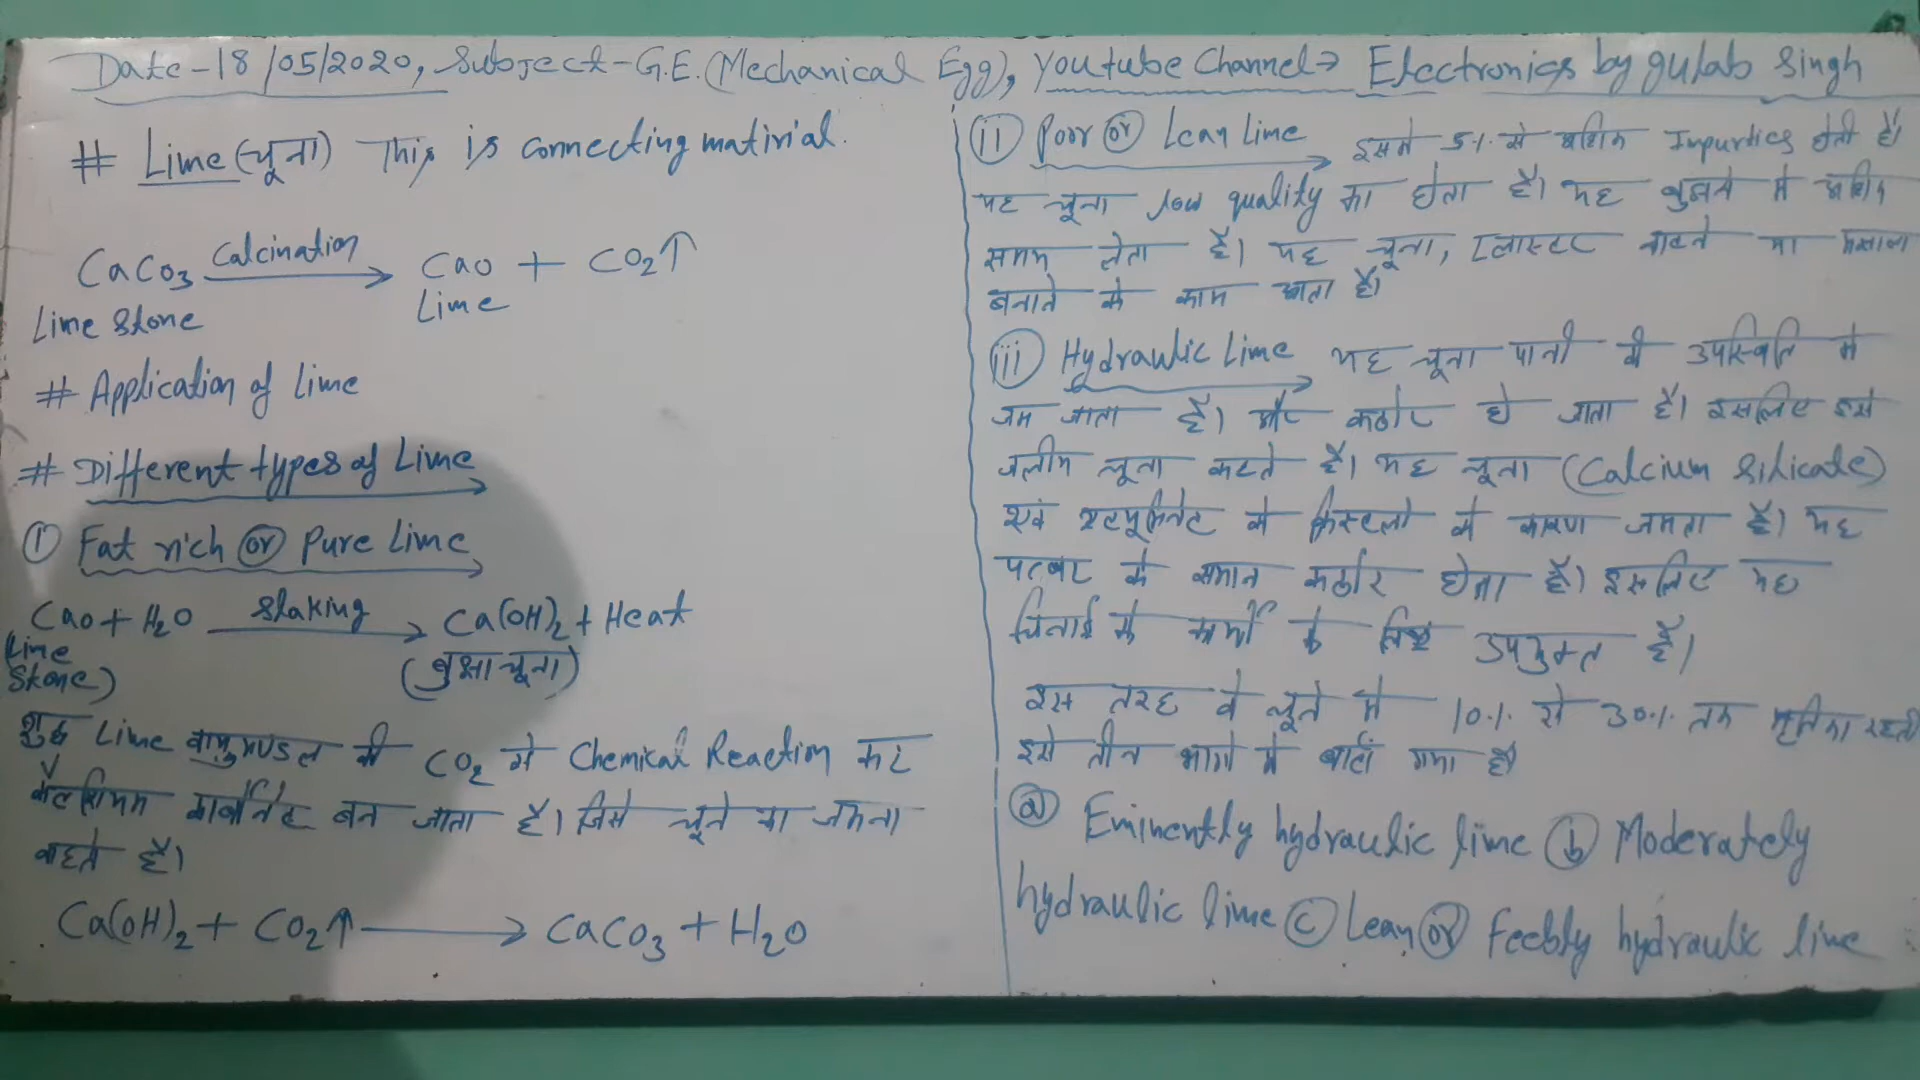 Date-18/05/2020, Subject-G.E.(Mechanical Egg), Youtube Channel→ Electronics by gulab Singh
# Lime (चूना) This is connecting matirial.
CaCo3 Calcination → Cao + CO2↑
Lime Stone Lime
# Application of Lime
# Different types of Lime
(i) Fat rich (or) Pure Lime
Cao + H2O slaking → Ca(OH)2 + Heat
(Lime Stone) (बुझा चूना)
शुद्ध Lime वायुमण्डल की CO2 से Chemical Reaction कर
कैल्शियम कार्बोनेट बन जाता है। जिसे चूने का जमना
कहते है।
Ca(OH)2 + CO2↑ → CaCO3 + H2O
(ii) Poor (or) Lean Lime इसमे 5% से अधिक Impurties होती है।
यह चूना low quality का होता है। यह बुझने मे अधिक
समय लेता है। यह चूना, प्लास्टर करने या मसाला
बनाने के काम आता है।
(iii) Hydraulic Lime यह चूना पानी की उपस्थिति मे
जम जाता है। और कठोर हो जाता है। इसलिए इसे
जलीय चूना कहते है। यह चूना (Calcium Silicate)
एवं एल्युमिनेट के क्रिस्टलो के कारण जमता है। यह
पत्थर के समान कठोर होता है। इसलिए यह
चिनाई के कार्यो के लिए उपयुक्त है।
इस तरह के चूने मे 10% से 30% तक मृतिका रहती
इसे तीन भागो मे बाटां गया है
(a) Eminently hydraulic lime (b) Moderately
hydraulic lime (c) Lean (or) Feebly hydraulic lime